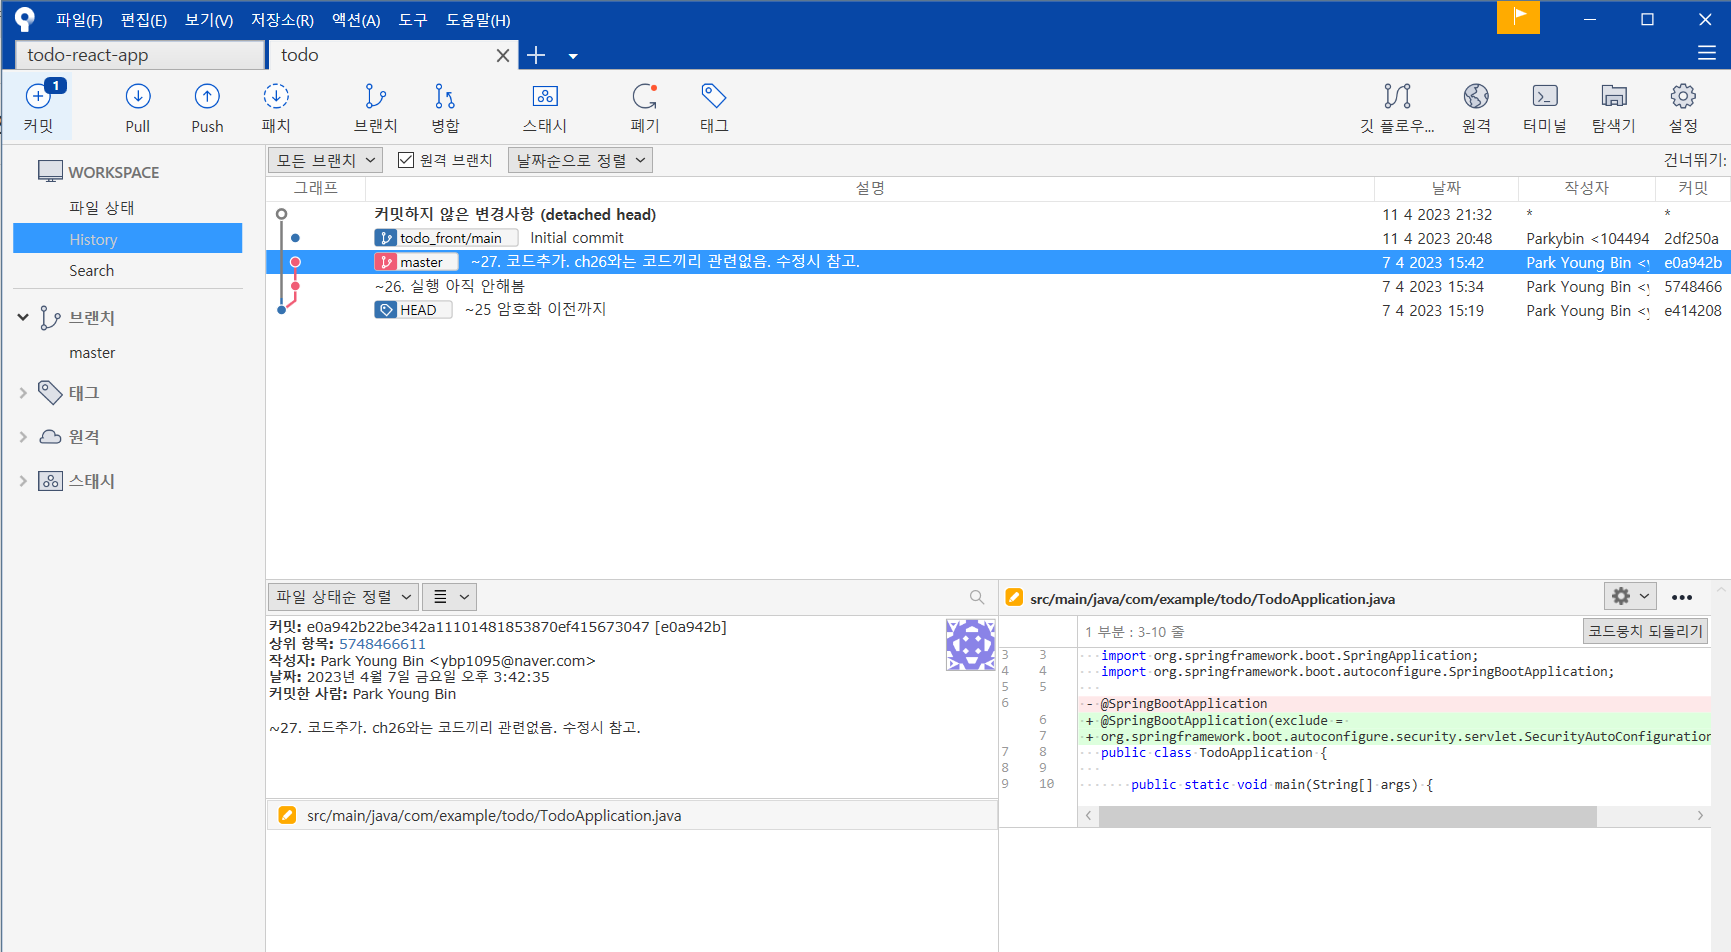 파일(F) 편집(E) 보기(V) 저장소(R) 액션(A) 도구 도움말(H)
todo-react-app todo
1
커밋 Pull Push 패치 브랜치 병합 스태시 폐기 태그 깃 플로우... 원격 터미널 탐색기 설정
WORKSPACE
파일 상태
History
Search
브랜치
master
태그
원격
스태시
모든 브랜치 원격 브랜치 날짜순으로 정렬 건너뛰기:
그래프 설명 날짜 작성자 커밋
커밋하지 않은 변경사항 (detached head) 11 4 2023 21:32 * *
todo_front/main Initial commit 11 4 2023 20:48 Parkybin <104494 2df250a
master ~27. 코드추가. ch26와는 코드끼리 관련없음. 수정시 참고. 7 4 2023 15:42 Park Young Bin <y e0a942b
~26. 실행 아직 안해봄 7 4 2023 15:34 Park Young Bin <y 5748466
HEAD ~25 암호화 이전까지 7 4 2023 15:19 Park Young Bin <y e414208
파일 상태순 정렬
커밋: e0a942b22be342a11101481853870ef415673047 [e0a942b]
상위 항목: 5748466611
작성자: Park Young Bin <ybp1095@naver.com>
날짜: 2023년 4월 7일 금요일 오후 3:42:35
커밋한 사람: Park Young Bin
~27. 코드추가. ch26와는 코드끼리 관련없음. 수정시 참고.
src/main/java/com/example/todo/TodoApplication.java
src/main/java/com/example/todo/TodoApplication.java
1 부분 : 3-10 줄 코드뭉치 되돌리기
3 3 import org.springframework.boot.SpringApplication;
4 4 import org.springframework.boot.autoconfigure.SpringBootApplication;
5 5
6 - @SpringBootApplication
6 + @SpringBootApplication(exclude =
7 + org.springframework.boot.autoconfigure.security.servlet.SecurityAutoConfiguration
7 8 public class TodoApplication {
8 9
9 10 public static void main(String[] args) {